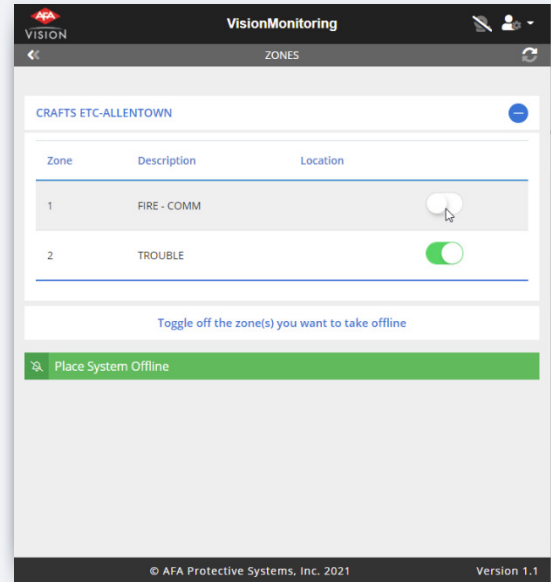 AFA
VISION
VisionMonitoring
ZONES
CRAFTS ETC-ALLENTOWN
Zone Description Location
1 FIRE - COMM
2 TROUBLE
Toggle off the zone(s) you want to take offline
Place System Offline
© AFA Protective Systems, Inc. 2021 Version 1.1